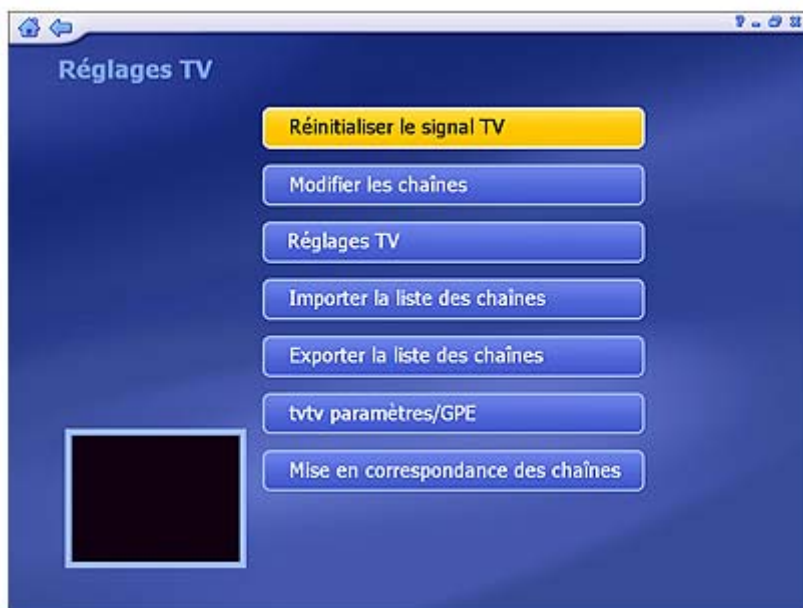 Réglages TV
Réinitialiser le signal TV
Modifier les chaînes
Réglages TV
Importer la liste des chaînes
Exporter la liste des chaînes
tvtv paramètres/GPE
Mise en correspondance des chaînes